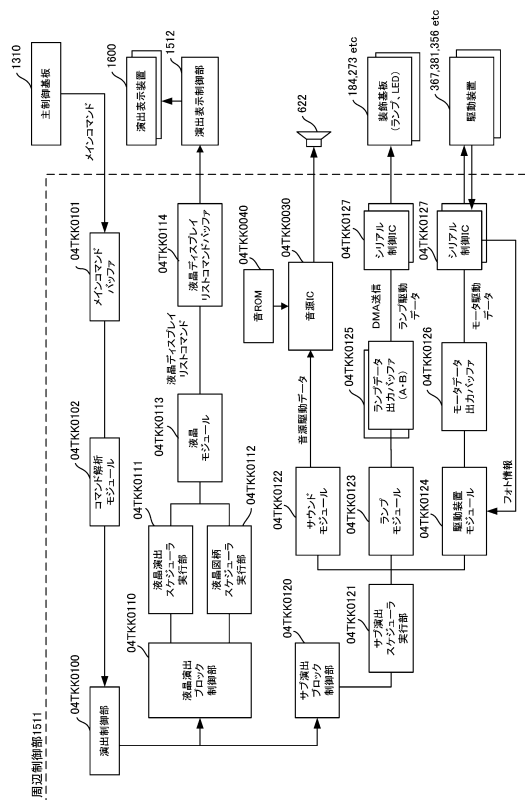 周辺制御部1511
1310
主制御基板
メインコマンド
04TKK0101
メインコマンド
バッファ
04TKK0102
コマンド解析
モジュール
04TKK0100
演出制御部
1600
演出表示装置
1512
演出表示制御部
04TKK0114
液晶ディスプレイ
リストコマンドバッファ
液晶ディスプレイ
リストコマンド
04TKK0113
液晶
モジュール
04TKK0111
液晶演出
スケジューラ
実行部
04TKK0112
液晶図柄
スケジューラ
実行部
04TKK0110
液晶演出
ブロック
制御部
622
04TKK0040
音ROM
04TKK0030
音源IC
音源駆動データ
04TKK0122
サウンド
モジュール
04TKK0120
サブ演出
ブロック
制御部
184,273 etc
装飾基板
(ランプ、LED)
04TKK0127
シリアル
制御IC
DMA送信
ランプ駆動
データ
04TKK0125
ランプデータ
出力バッファ
(A・B)
04TKK0123
ランプ
モジュール
04TKK0121
サブ演出
スケジューラ
実行部
367,381,356 etc
駆動装置
04TKK0127
シリアル
制御IC
モータ駆動
データ
04TKK0126
モータデータ
出力バッファ
04TKK0124
駆動装置
モジュール
フォト情報